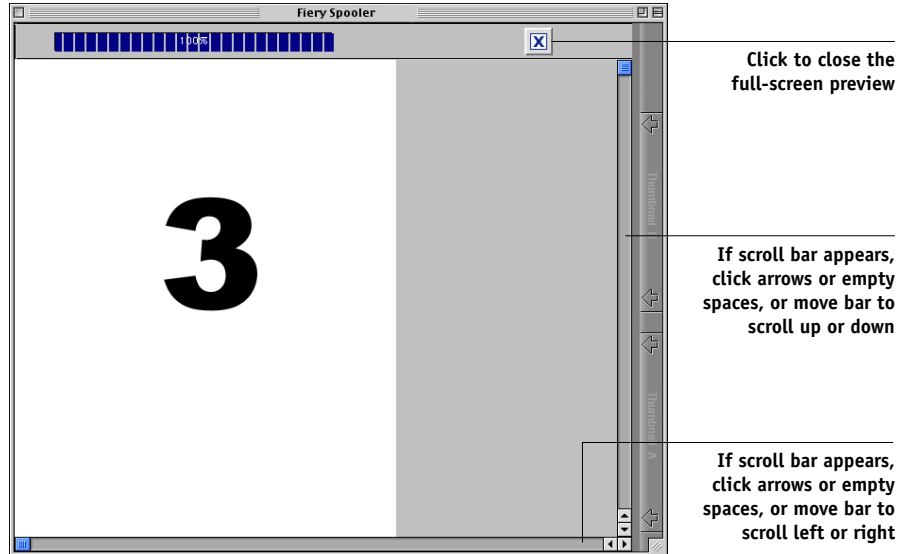 Fiery Spooler
100%
X
Click to close the
full-screen preview
3
Thumbnail B
If scroll bar appears,
click arrows or empty
spaces, or move bar to
scroll up or down
Thumbnail A
If scroll bar appears,
click arrows or empty
spaces, or move bar to
scroll left or right